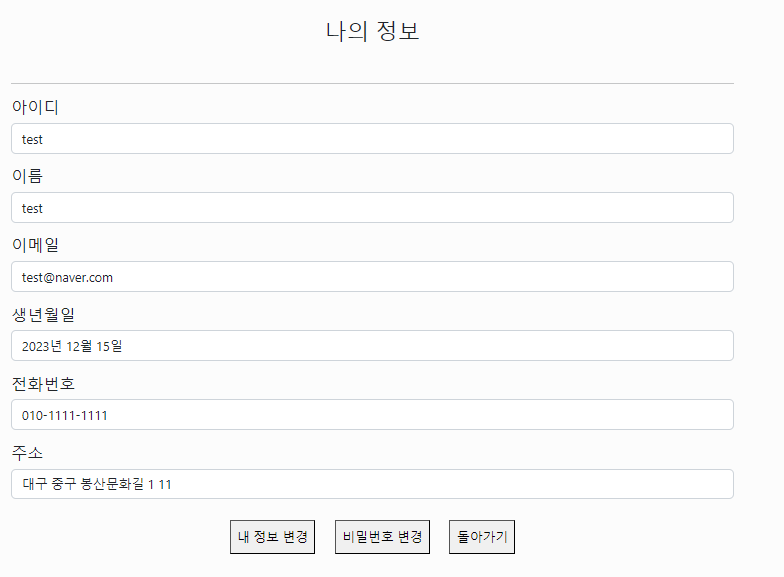 나의 정보
아이디
test
이름
test
이메일
test@naver.com
생년월일
2023년 12월 15일
전화번호
010-1111-1111
주소
대구 중구 봉산문화길 1 11
내 정보 변경 비밀번호 변경 돌아가기